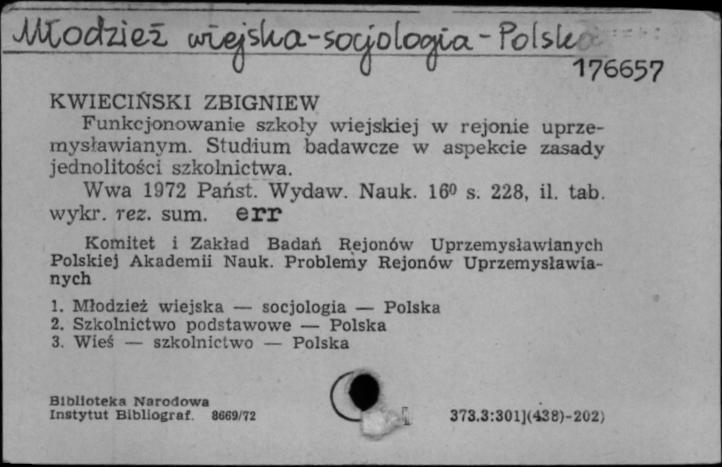 Młodzież wiejska-socjologia-Polska
176657
KWIECIŃSKI ZBIGNIEW
Funkcjonowanie szkoły wiejskiej w rejonie uprze-
mysławianym. Studium badawcze w aspekcie zasady
jednolitości szkolnictwa.
Wwa 1972 Państ. Wydaw. Nauk. 16⁰ s. 228, il. tab.
wykr. rez. sum. err
Komitet i Zakład Badań Rejonów Uprzemysławianych
Polskiej Akademii Nauk. Problemy Rejonów Uprzemysławia-
nych
1. Młodzież wiejska — socjologia — Polska
2. Szkolnictwo podstawowe — Polska
3. Wieś — szkolnictwo — Polska
Biblioteka Narodowa
Instytut Bibliograf. 8669/72
373.3:301](438)-202)